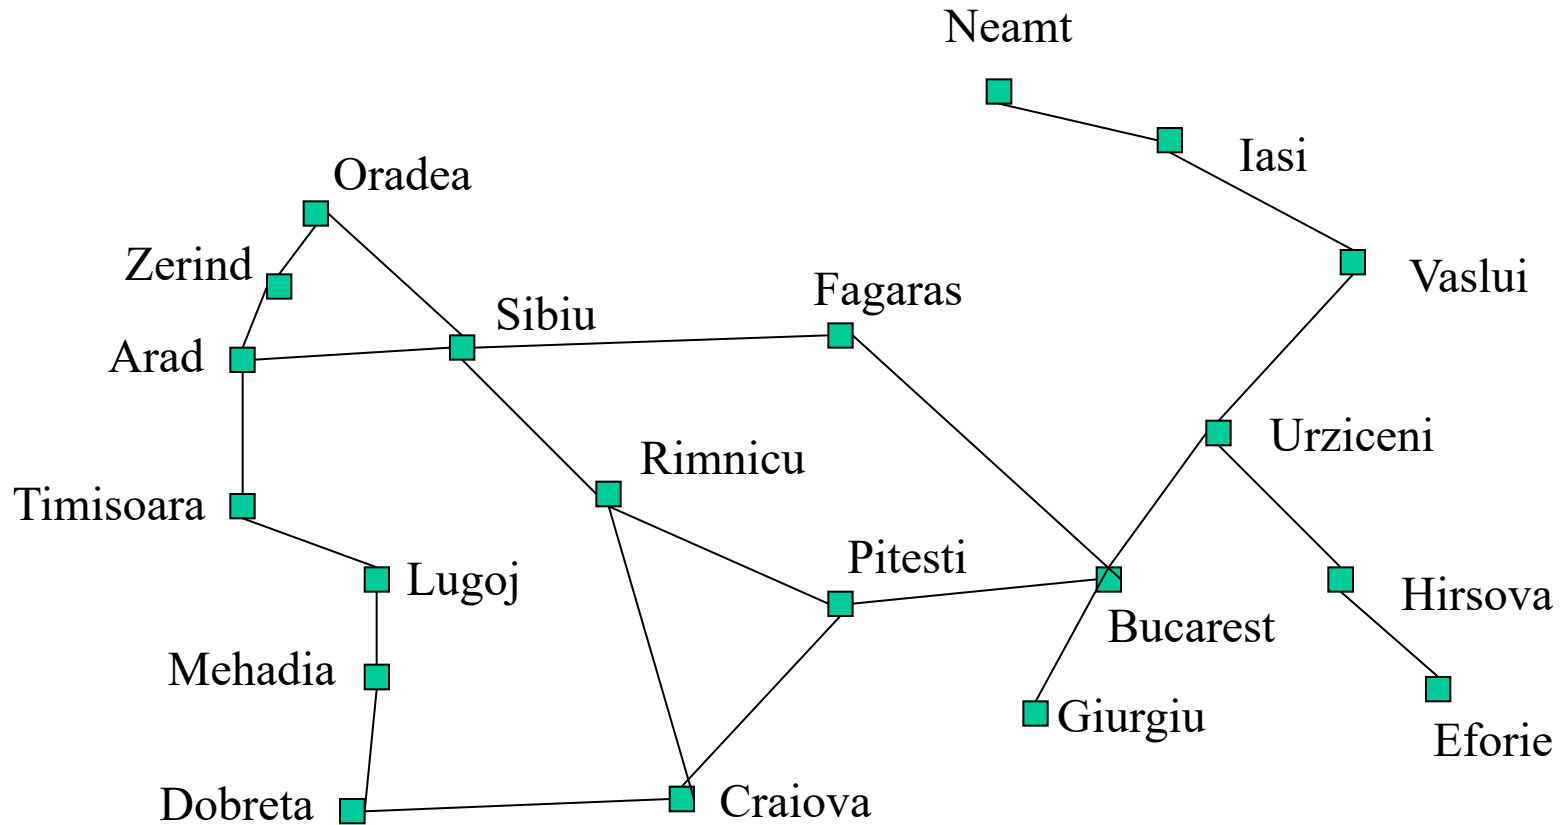 Neamt
Iasi
Oradea
Zerind
Vaslui
Fagaras
Sibiu
Arad
Urziceni
Rimnicu
Timisoara
Pitesti
Lugoj
Hirsova
Bucarest
Mehadia
Giurgiu
Eforie
Dobreta
Craiova